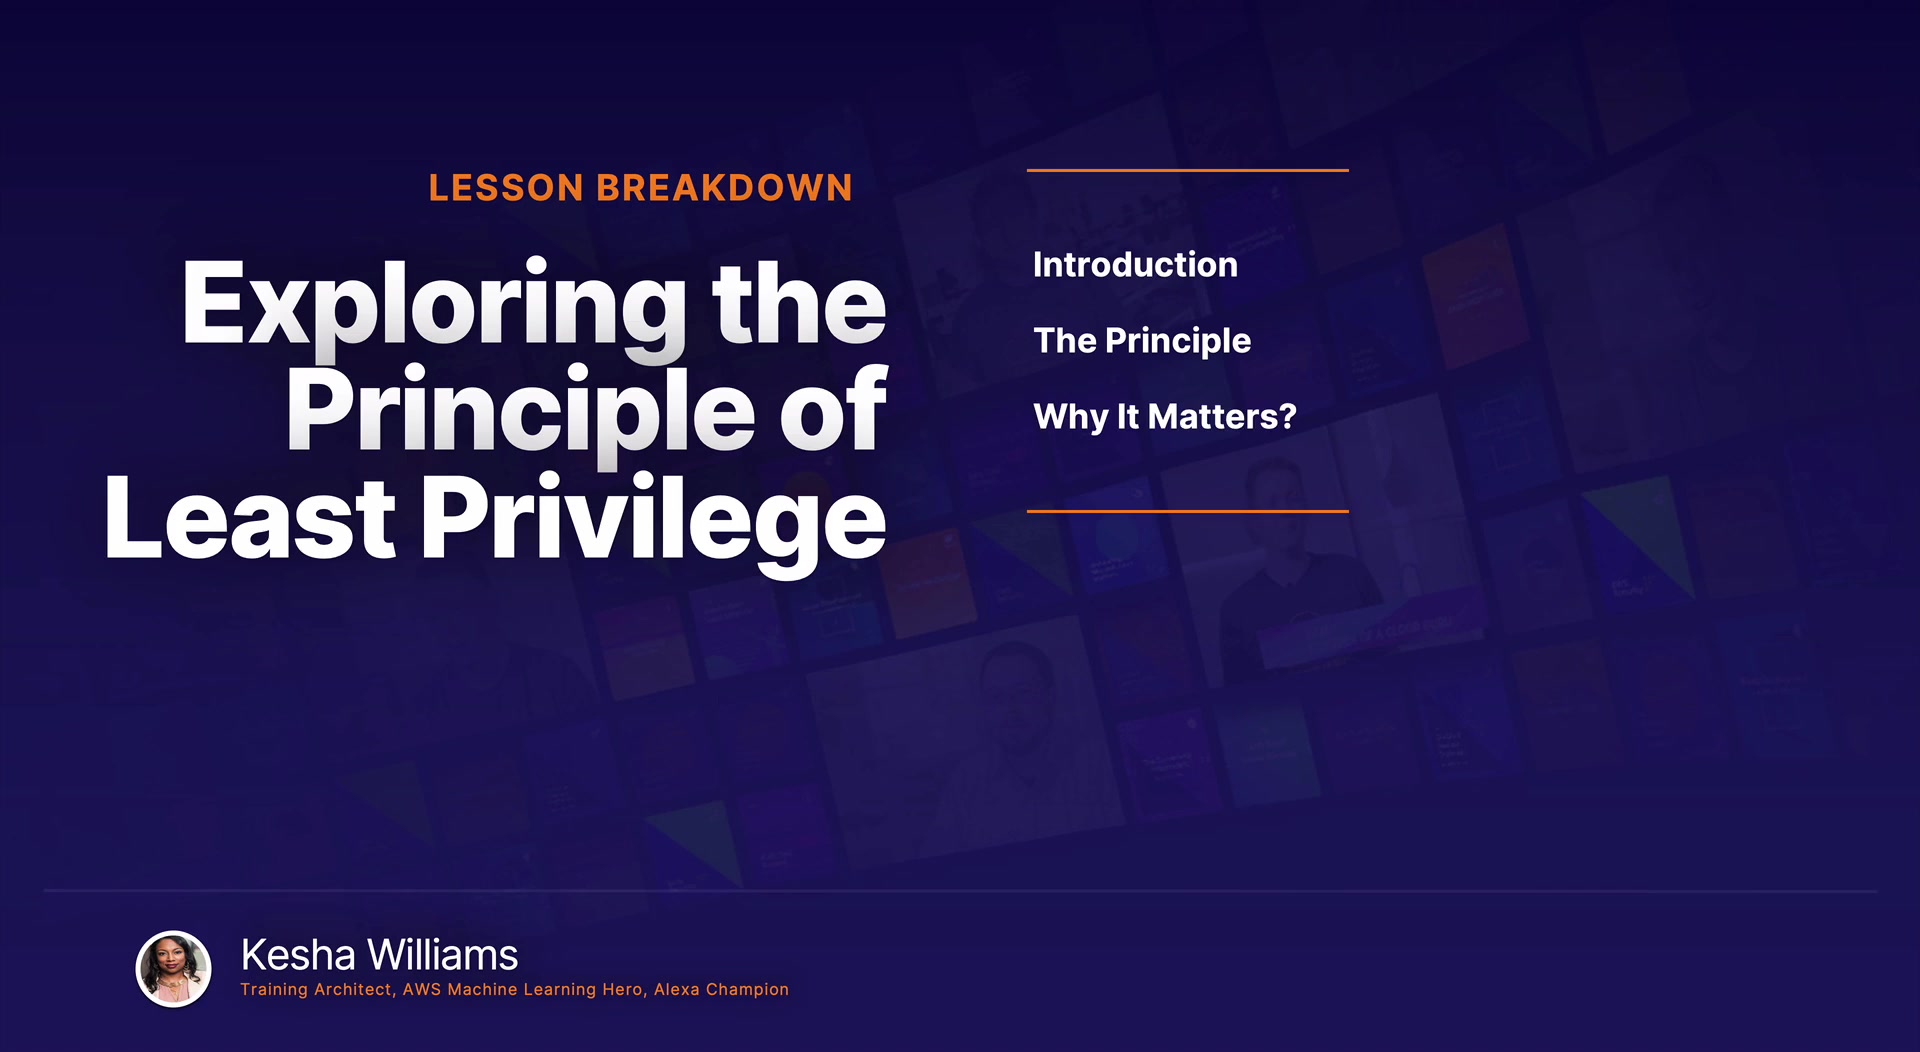 LESSON BREAKDOWN
Exploring the
Principle of
Least Privilege
Introduction
The Principle
Why It Matters?
Kesha Williams
Training Architect, AWS Machine Learning Hero, Alexa Champion